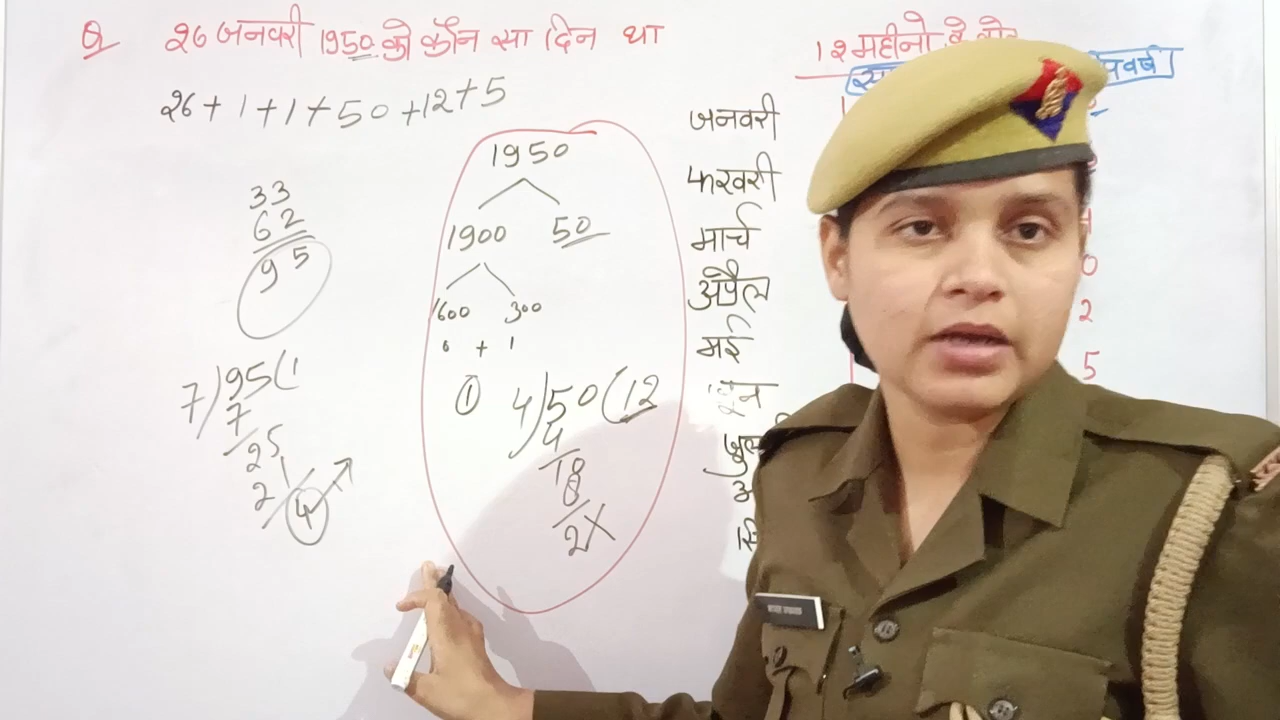 Q 26 जनवरी 1950 को कौन सा दिन था
26 + 1 + 1 + 50 + 12 + 5
33
62
95
7)95(1
7
25
21
4
1950
1900 50
1600 300
0 + 1
1
4)50(12
4
10
8
2
12 महीनो के कोड
जनवरी
फरवरी
मार्च
अप्रैल
मई
जून
4
0
2
5